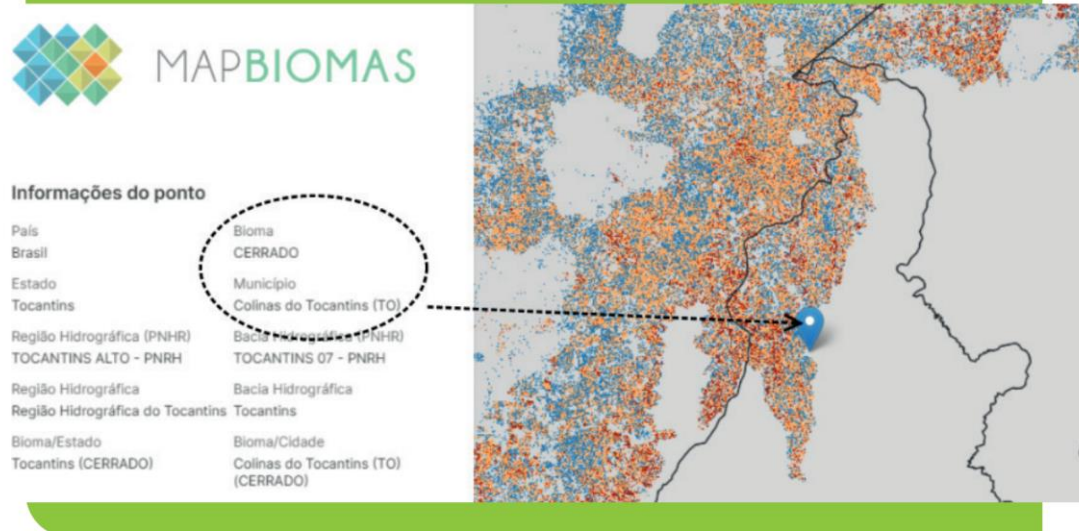 MAPBIOMAS
Informações do ponto
País
Bioma
Brasil
CERRADO
Estado
Município
Tocantins
Colinas do Tocantins (TO)
Região Hidrográfica (PNHR)
Bacia Hidrográfica (PNHR)
TOCANTINS ALTO - PNRH
TOCANTINS 07 - PNRH
Região Hidrográfica
Bacia Hidrográfica
Região Hidrográfica do Tocantins
Tocantins
Bioma/Estado
Bioma/Cidade
Tocantins (CERRADO)
Colinas do Tocantins (TO)
(CERRADO)